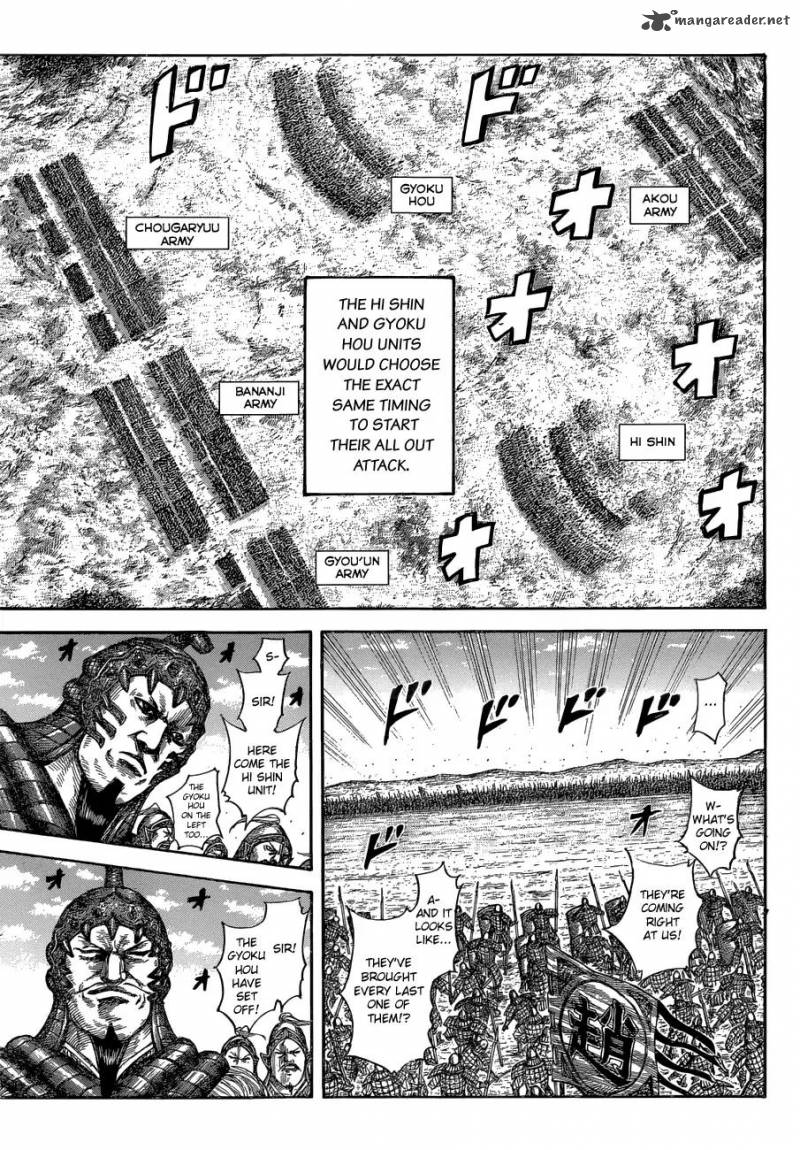 mangareader.net
ド
ド
オ
オ
オ
オ
オ
GYOKU
HOU
AKOU
ARMY
CHOUGARYUU
ARMY
THE HI SHIN
AND GYOKU
HOU UNITS
WOULD CHOOSE
THE EXACT
SAME TIMING
TO START
THEIR ALL OUT
ATTACK.
BANANJI
ARMY
HI SHIN
GYOU'UN
ARMY
...
ド
ド
ド
ド
ド
オ
W-
WHAT'S
GOING
ON!?
THEY'RE
COMING
RIGHT
AT US!
A-
AND IT
LOOKS
LIKE...
THEY'VE
BROUGHT
EVERY LAST
ONE OF
THEM!?
趙
オ
オ
S-
SIR!
HERE
COME THE
HI SHIN
UNIT!
THE
GYOKU
HOU
ON THE
LEFT
TOO...
オ
オ
SIR!
THE
GYOKU
HOU
HAVE
SET
OFF!